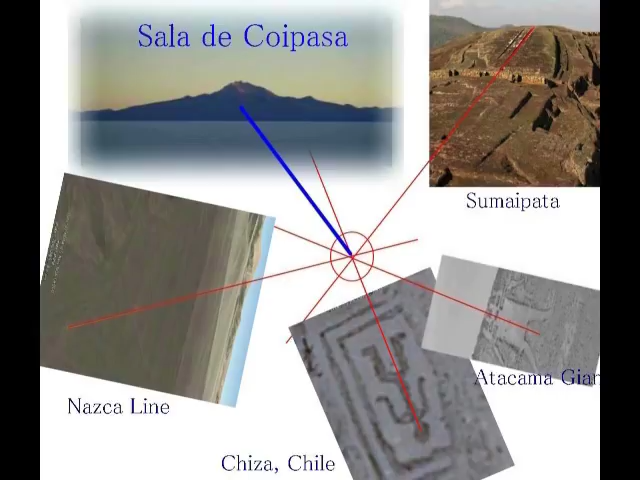 Sala de Coipasa
Sumaipata
Atacama Gian
Nazca Line
Chiza, Chile